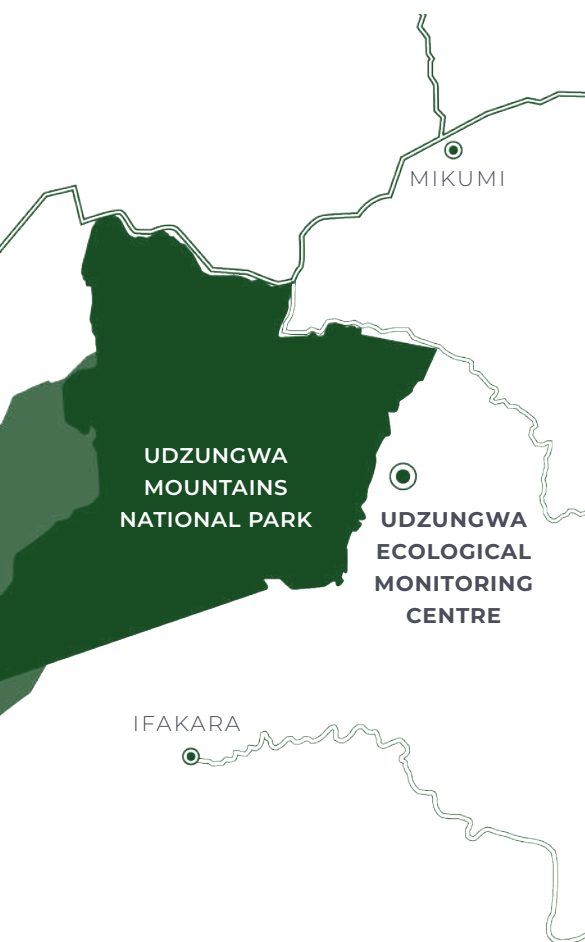 MIKUMI
UDZUNGWA
MOUNTAINS
NATIONAL PARK
UDZUNGWA
ECOLOGICAL
MONITORING
CENTRE
IFAKARA